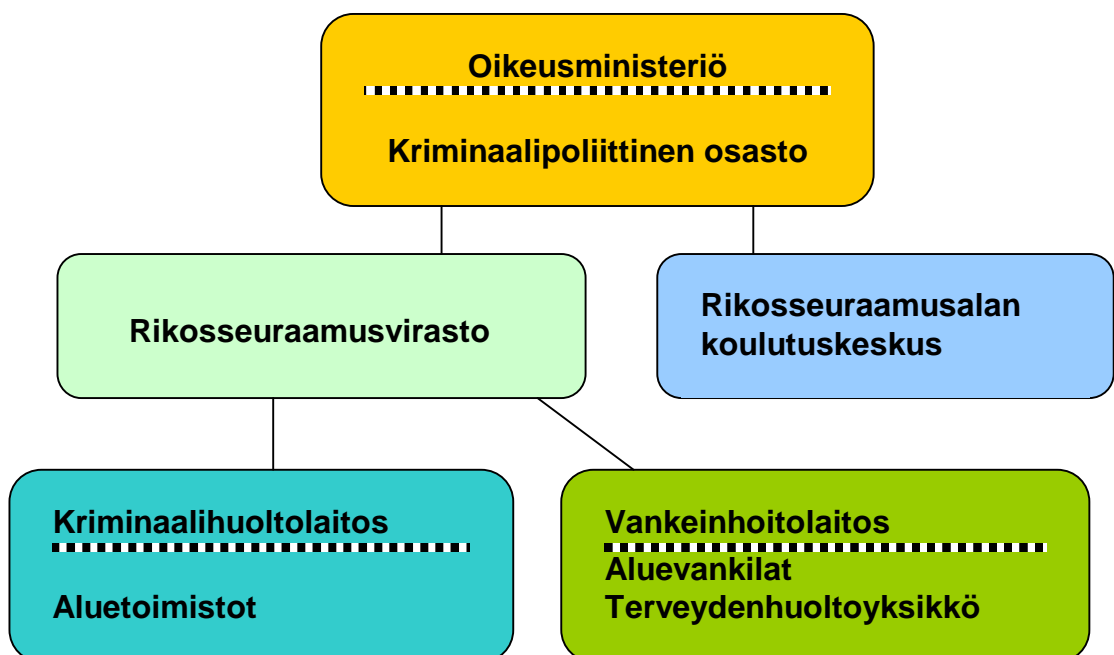 Oikeusministeriö
Kriminaalipoliittinen osasto
Rikosseuraamusvirasto
Rikosseuraamusalan
koulutuskeskus
Kriminaalihuoltolaitos
Aluetoimistot
Vankeinhoitolaitos
Aluevankilat
Terveydenhuoltoyksikkö